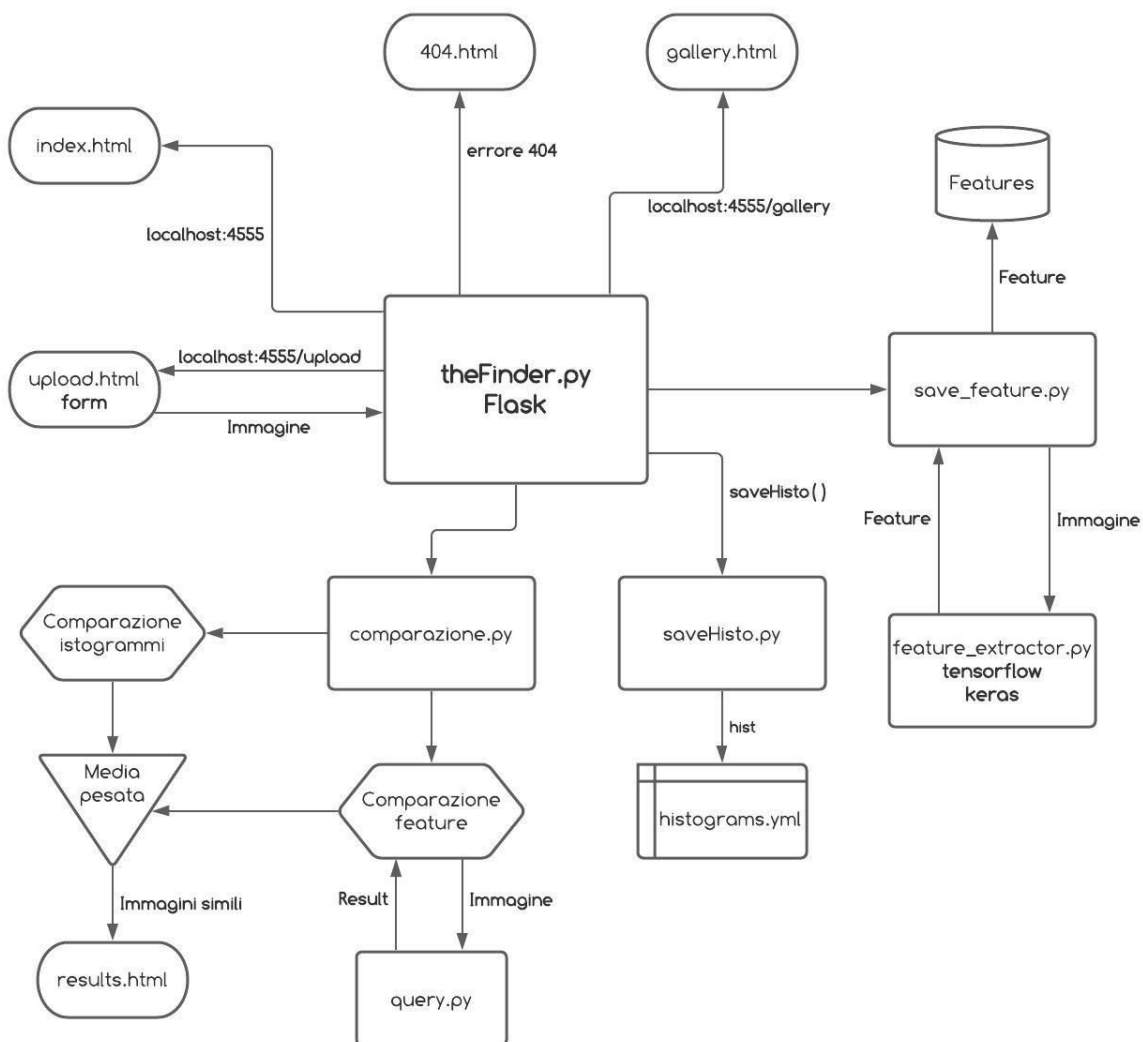 404.html
gallery.html
index.html
errore 404
Features
localhost:4555/gallery
localhost:4555
Feature
localhost:4555/upload
theFinder.py
Flask
upload.html
form
save_feature.py
Immagine
saveHisto()
Feature
Immagine
Comparazione
istogrammi
comparazione.py
saveHisto.py
feature_extractor.py
tensorflow
keras
hist
Media
pesata
Comparazione
feature
histograms.yml
Immagini simili
Result
Immagine
results.html
query.py